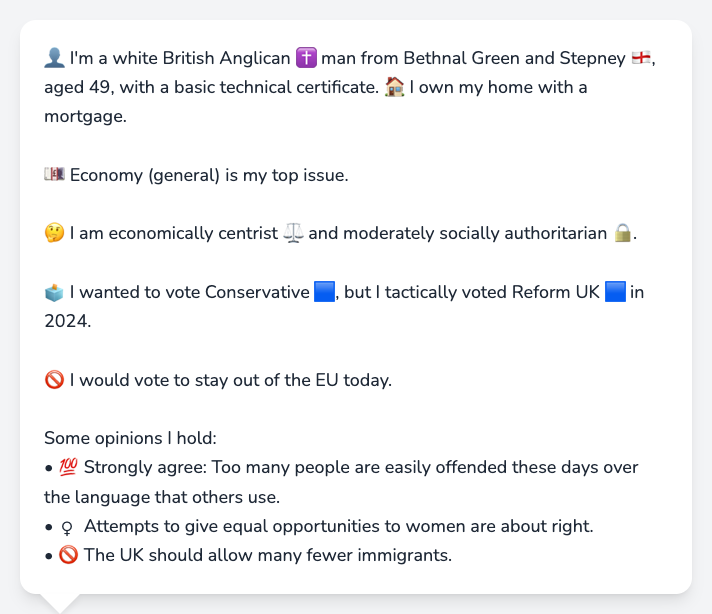 👤 I'm a white British Anglican ✝️ man from Bethnal Green and Stepney 🏴󠁧󠁢󠁥󠁮󠁧󠁿,
aged 49, with a basic technical certificate. 🏠 I own my home with a
mortgage.
💷 Economy (general) is my top issue.
🤔 I am economically centrist ⚖️ and moderately socially authoritarian 🔒.
🗳️ I wanted to vote Conservative 🟦, but I tactically voted Reform UK 🟦 in
2024.
🚫 I would vote to stay out of the EU today.
Some opinions I hold:
• 💯 Strongly agree: Too many people are easily offended these days over
the language that others use.
• ♀ Attempts to give equal opportunities to women are about right.
• 🚫 The UK should allow many fewer immigrants.